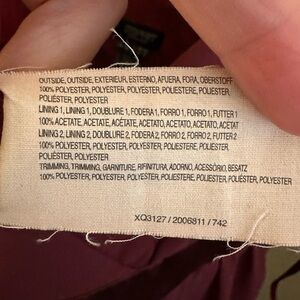 OUTSIDE, OUTSIDE, EXTERIEUR, ESTERNO, AFUERA, FORA, OBERSTOFF
100% POLYESTER, POLYESTER, POLYESTER, POLIESTERE, POLIESTER,
POLIÉSTER, POLYESTER
LINING 1, LINING 1, DOUBLURE 1, FODERA 1, FORRO 1, FORRO 1, FUTTER 1
100% ACETATE, ACETATE, ACÉTATE, ACETATO, ACETATO, ACETATO, ACETAT
LINING 2, LINING 2, DOUBLURE 2, FODERA 2, FORRO 2, FORRO 2, FUTTER 2
100% POLYESTER, POLYESTER, POLYESTER, POLIESTERE, POLIESTER,
POLIÉSTER, POLYESTER
TRIMMING, TRIMMING, GARNITURE, RIFINITURA, ADORNO, ACESSÓRIO, BESATZ
100% POLYESTER, POLYESTER, POLYESTER, POLIESTERE, POLIESTER, POLIÉSTER, POLYESTER
XQ3127 / 2006811 / 742